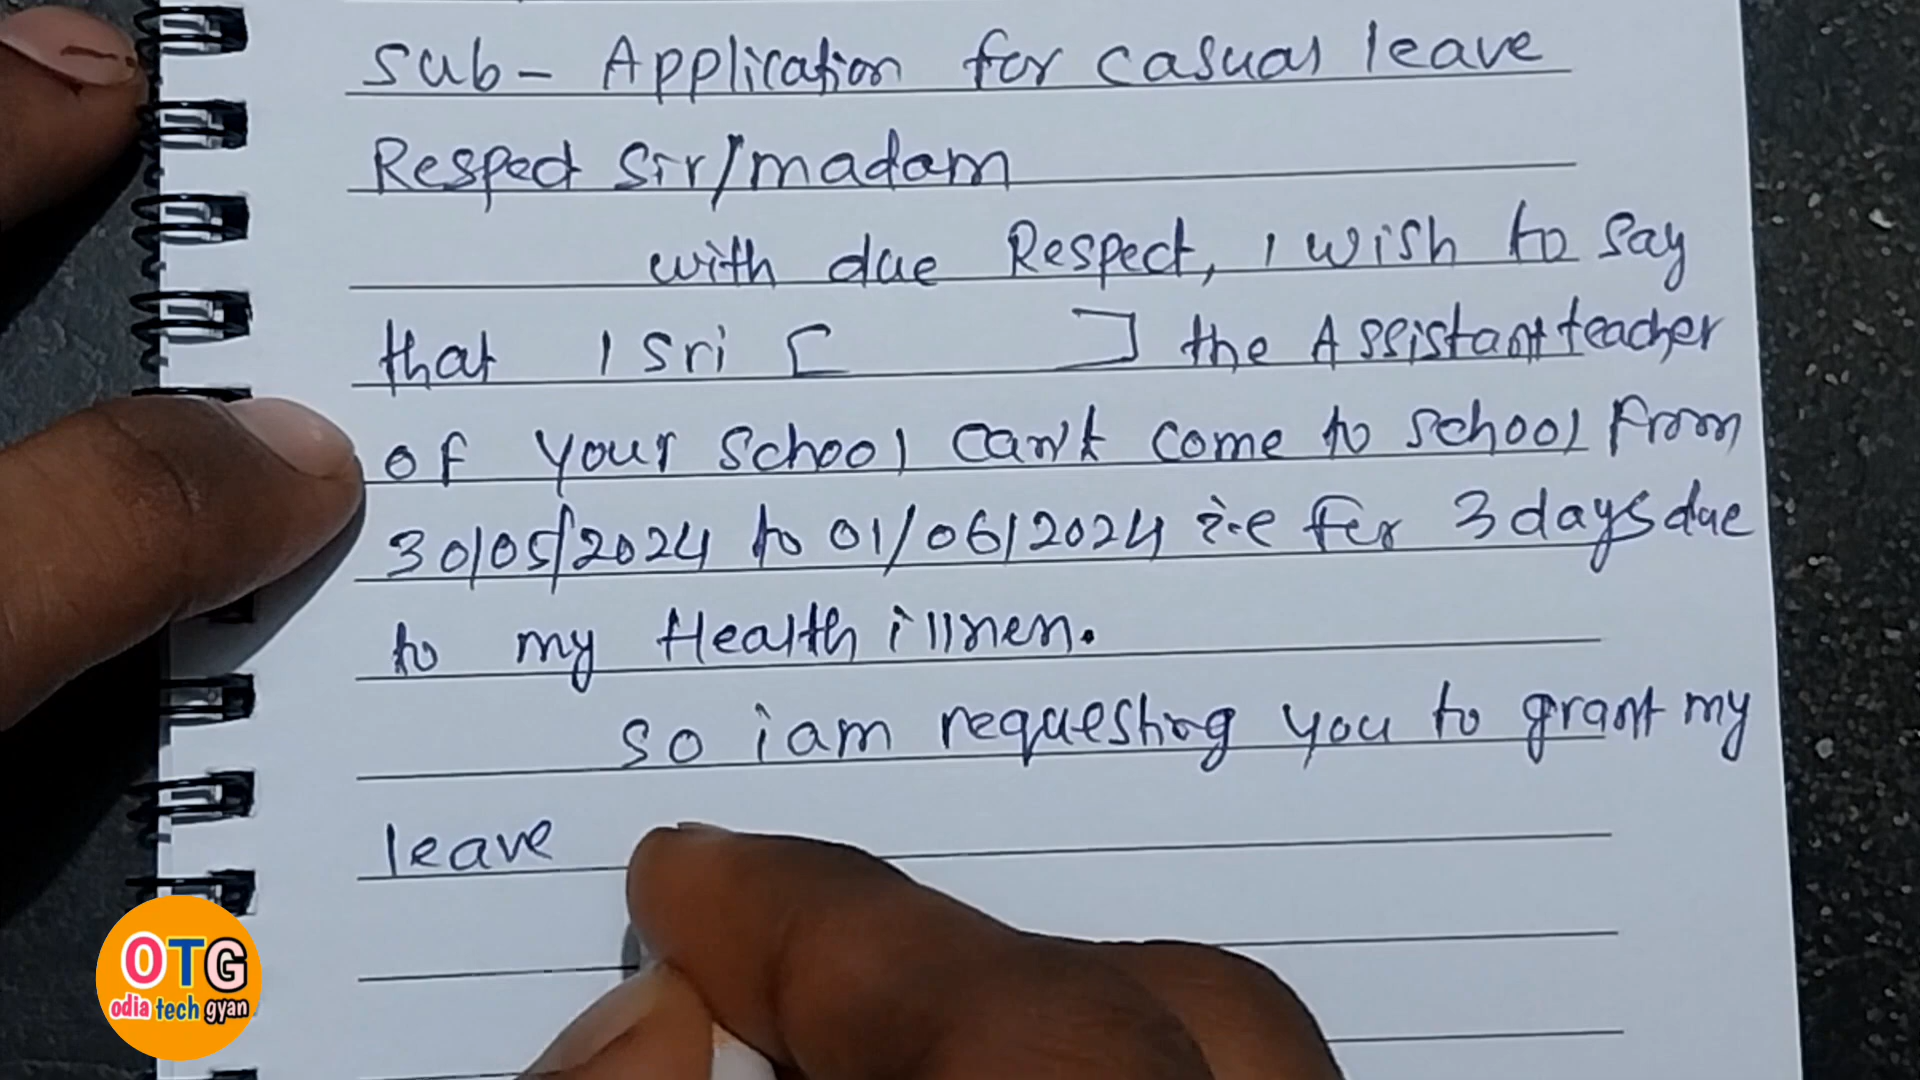 Sub- Application for casual leave
Respect Sir/madam
with due Respect, I wish to say
that I Sri [ ] the Assistant teacher
of your School can't come to school From
30/05/2024 to 01/06/2024 i.e for 3 days due
to my Health illness.
so i am requesting you to grant my
leave
OTG
odia tech gyan